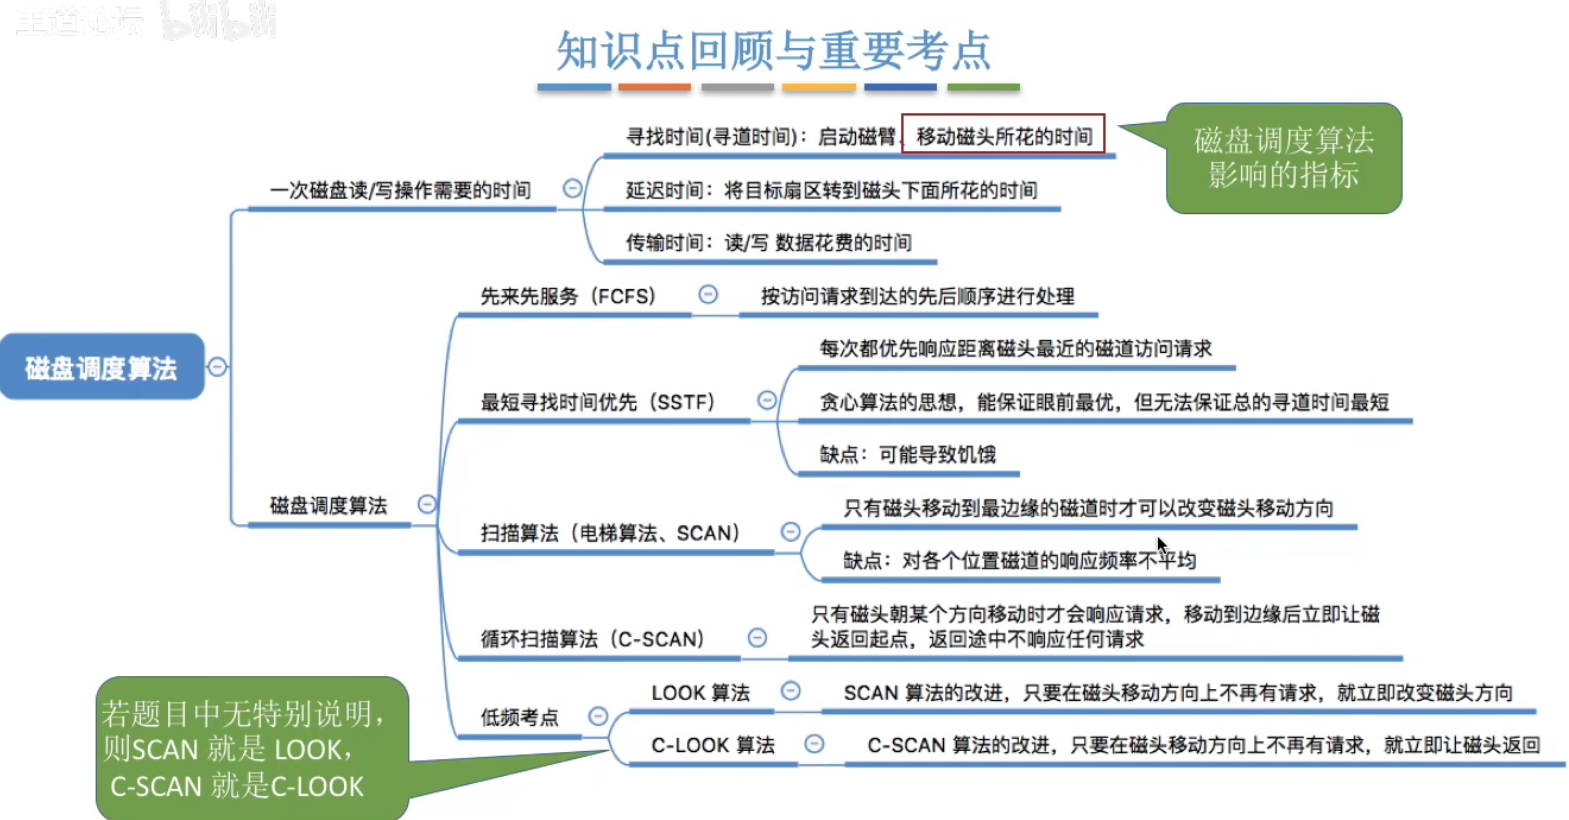 王道论坛 bilibili
知识点回顾与重要考点
寻找时间(寻道时间)：启动磁臂、移动磁头所花的时间
磁盘调度算法
影响的指标
一次磁盘读/写操作需要的时间
延迟时间：将目标扇区转到磁头下面所花的时间
传输时间：读/写 数据花费的时间
先来先服务（FCFS）
按访问请求到达的先后顺序进行处理
磁盘调度算法
每次都优先响应距离磁头最近的磁道访问请求
最短寻找时间优先（SSTF）
贪心算法的思想，能保证眼前最优，但无法保证总的寻道时间最短
缺点：可能导致饥饿
磁盘调度算法
扫描算法（电梯算法、SCAN）
只有磁头移动到最边缘的磁道时才可以改变磁头移动方向
缺点：对各个位置磁道的响应频率不平均
循环扫描算法（C-SCAN）
只有磁头朝某个方向移动时才会响应请求，移动到边缘后立即让磁
头返回起点，返回途中不响应任何请求
低频考点
LOOK 算法
SCAN 算法的改进，只要在磁头移动方向上不再有请求，就立即改变磁头方向
C-LOOK 算法
C-SCAN 算法的改进，只要在磁头移动方向上不再有请求，就立即让磁头返回
若题目中无特别说明，
则SCAN 就是 LOOK，
C-SCAN 就是C-LOOK